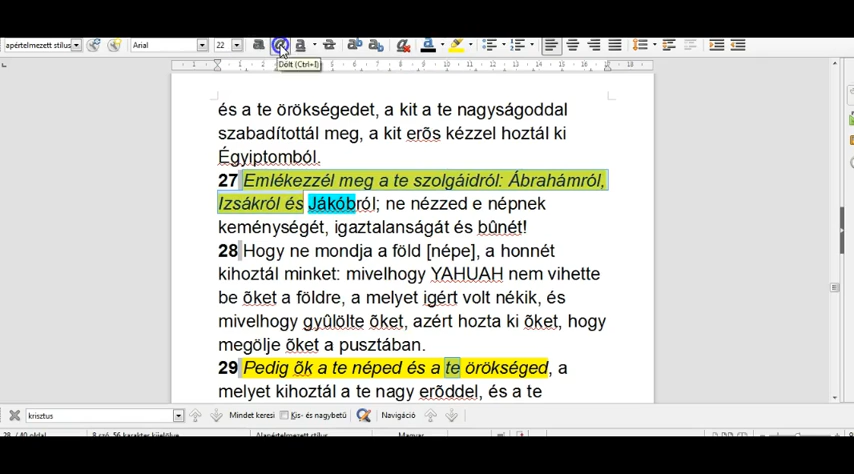 apértelmezett stílus Arial 22
Dőlt (Ctrl+I)
és a te örökségedet, a kit a te nagyságoddal
szabadítottál meg, a kit erõs kézzel hoztál ki
Égyiptomból.
27 Emlékezzél meg a te szolgáidról: Ábrahámról,
Izsákról és Jákóbról; ne nézzed e népnek
keménységét, igaztalanságát és bûnét!
28 Hogy ne mondja a föld [népe], a honnét
kihoztál minket: mivelhogy YAHUAH nem vihette
be õket a földre, a melyet igért volt nékik, és
mivelhogy gyûlölte õket, azért hozta ki õket, hogy
megölje õket a pusztában.
29 Pedig õk a te néped és a te örökséged, a
melyet kihoztál a te nagy erõddel, és a te
krisztus Mindet keresi Kis- és nagybetű Navigáció